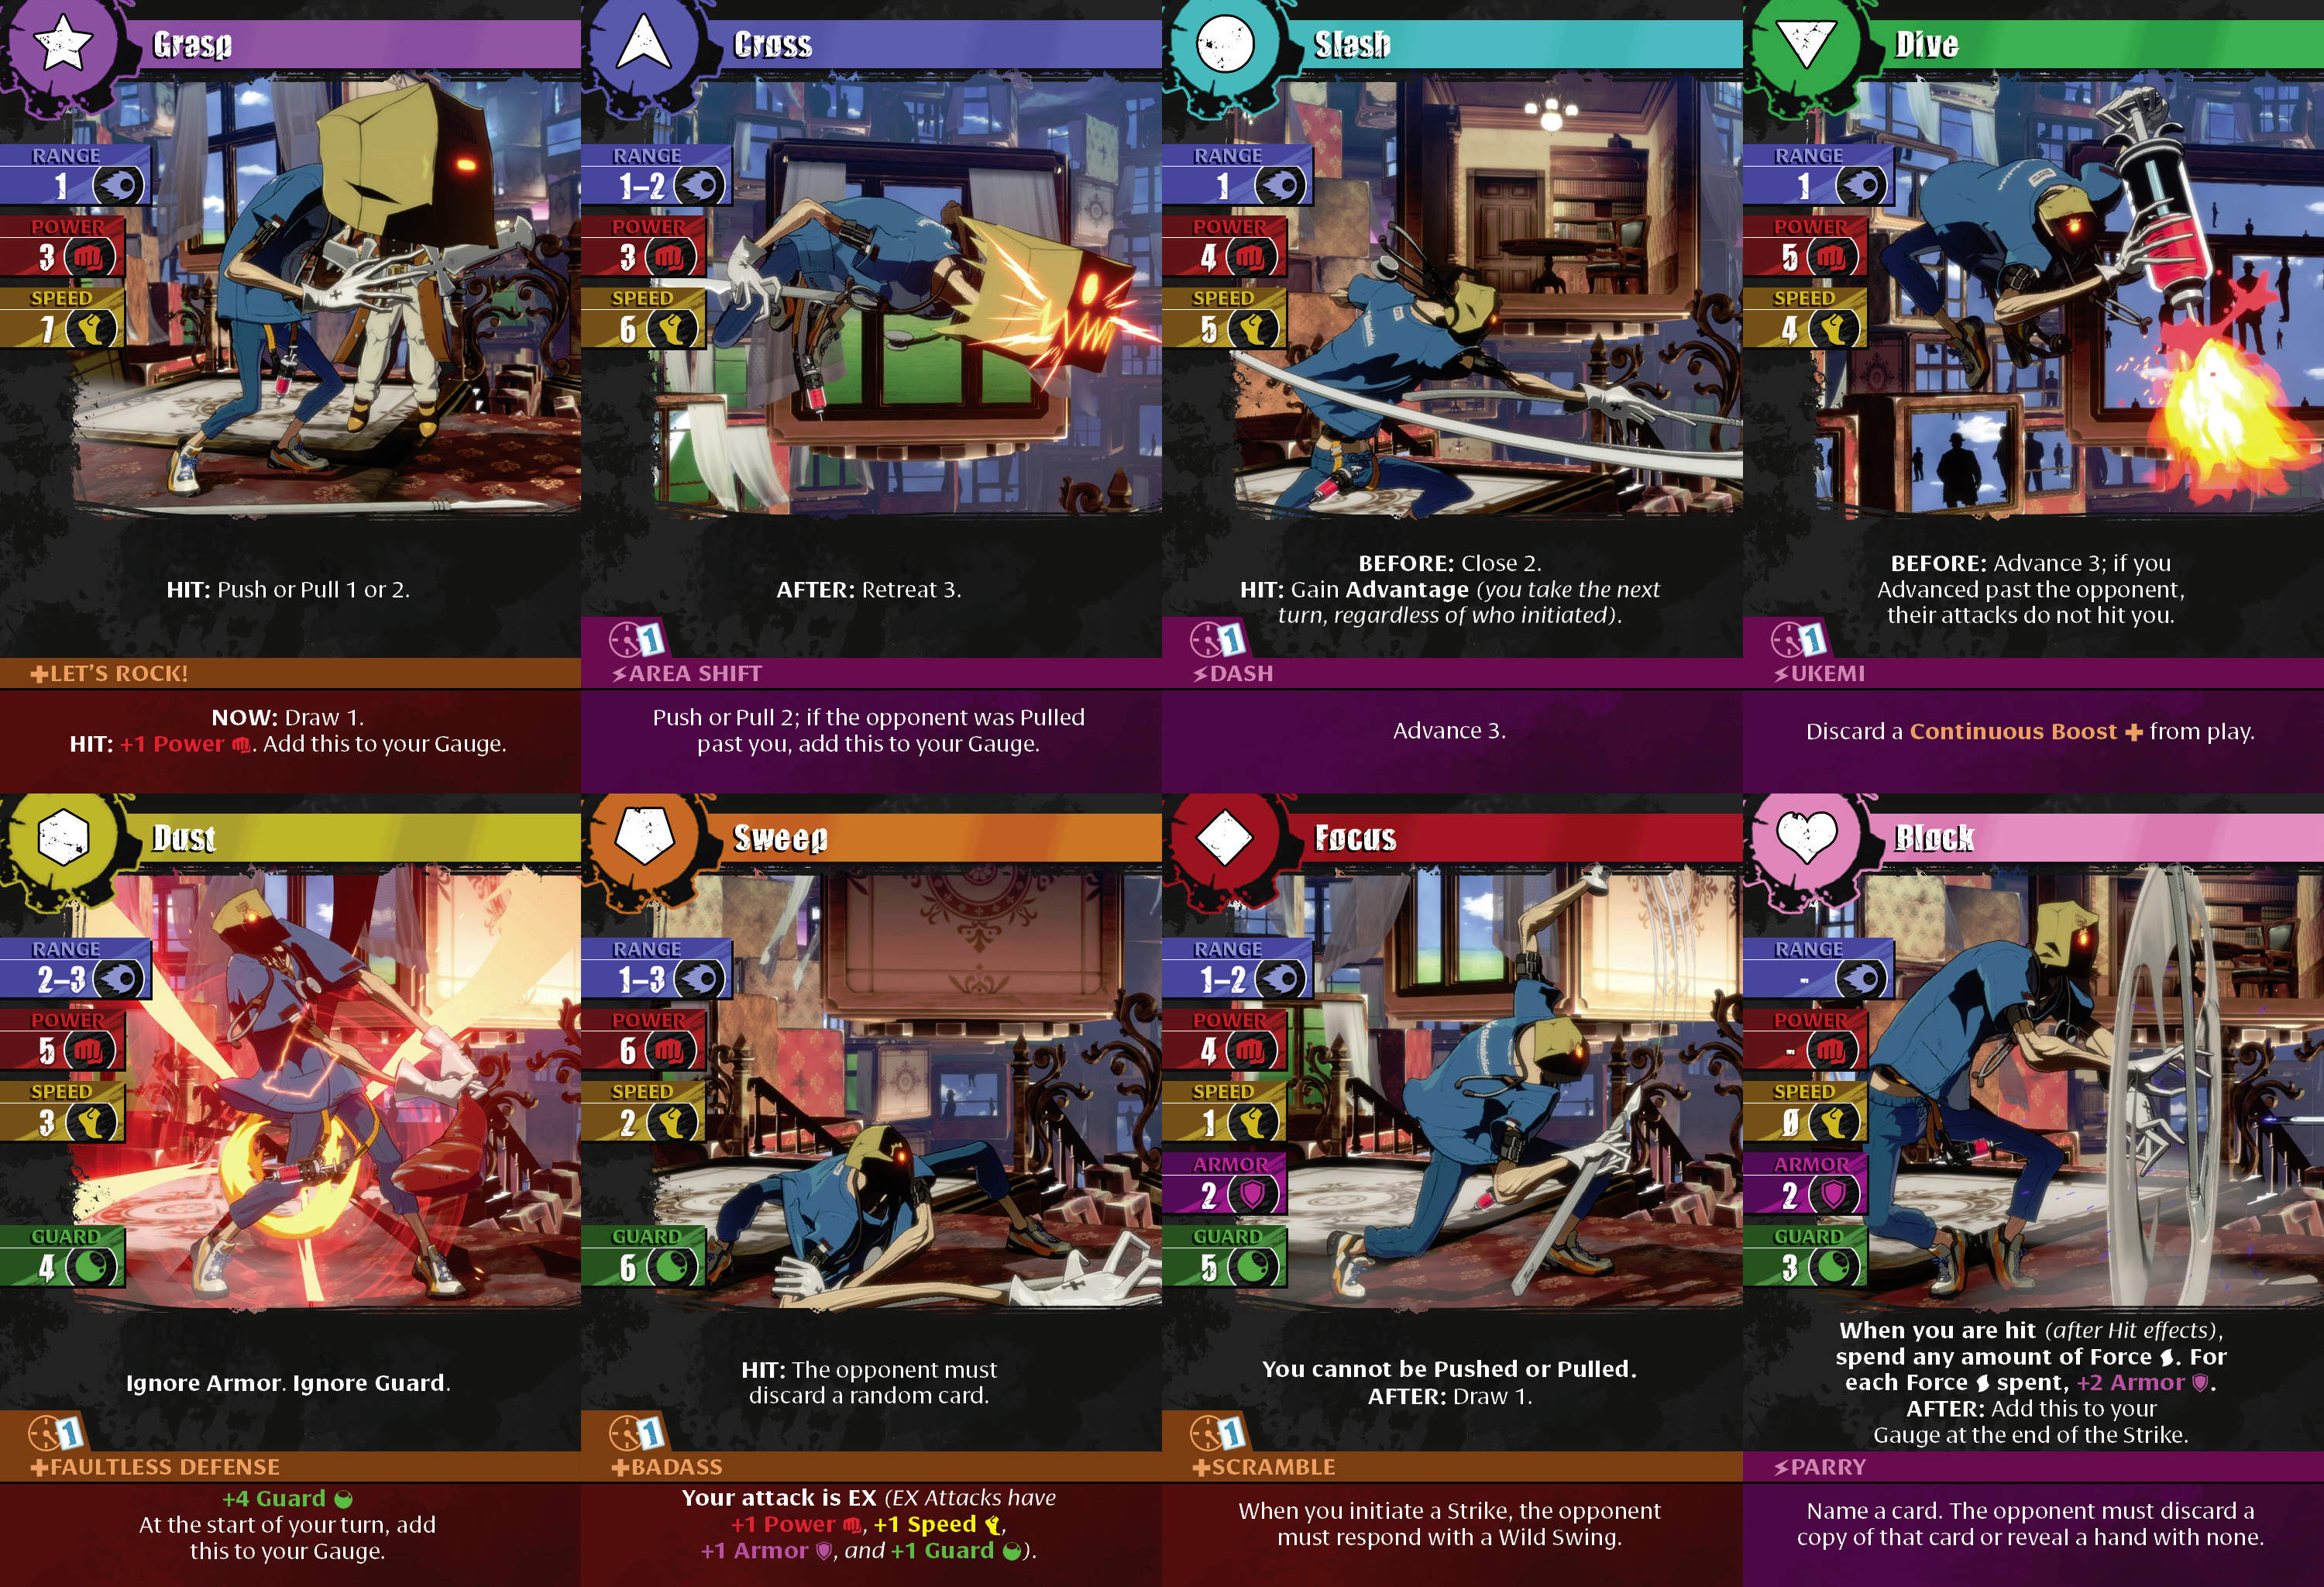 Grasp
RANGE
1
POWER
3
SPEED
7
HIT: Push or Pull 1 or 2.
LET'S ROCK!
NOW: Draw 1.
HIT: +1 Power. Add this to your Gauge.
Cross
RANGE
1–2
POWER
3
SPEED
6
AFTER: Retreat 3.
1
AREA SHIFT
Push or Pull 2; if the opponent was Pulled
past you, add this to your Gauge.
Slash
RANGE
1
POWER
4
SPEED
5
BEFORE: Close 2.
HIT: Gain Advantage (you take the next
turn, regardless of who initiated).
1
DASH
Advance 3.
Dive
RANGE
1
POWER
5
SPEED
4
BEFORE: Advance 3; if you
Advanced past the opponent,
their attacks do not hit you.
1
UKEMI
Discard a Continuous Boost + from play.
Dust
RANGE
2–3
POWER
5
SPEED
3
GUARD
4
Ignore Armor. Ignore Guard.
1
FAULTLESS DEFENSE
+4 Guard
At the start of your turn, add
this to your Gauge.
Sweep
RANGE
1–3
POWER
6
SPEED
2
GUARD
6
HIT: The opponent must
discard a random card.
1
BADASS
Your attack is EX (EX Attacks have
+1 Power, +1 Speed,
+1 Armor, and +1 Guard).
Focus
RANGE
1–2
POWER
4
SPEED
1
ARMOR
2
GUARD
5
You cannot be Pushed or Pulled.
AFTER: Draw 1.
1
SCRAMBLE
When you initiate a Strike, the opponent
must respond with a Wild Swing.
Block
RANGE
-
POWER
-
SPEED
0
ARMOR
2
GUARD
3
When you are hit (after Hit effects),
spend any amount of Force. For
each Force spent, +2 Armor.
AFTER: Add this to your
Gauge at the end of the Strike.
PARRY
Name a card. The opponent must discard a
copy of that card or reveal a hand with none.